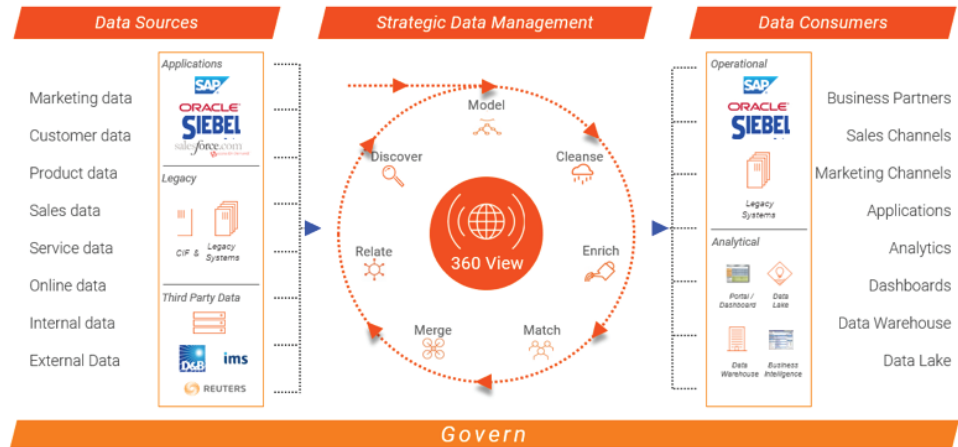 Data Sources
Strategic Data Management
Data Consumers
Marketing data
Customer data
Product data
Sales data
Service data
Online data
Internal data
External Data
Applications
SAP
ORACLE
SIEBEL
salesforce.com
Legacy
CIF &
Legacy
Systems
Third Party Data
D&B
ims
REUTERS
Model
Cleanse
Enrich
Match
Merge
Relate
Discover
360 View
Operational
SAP
ORACLE
SIEBEL
Legacy
Systems
Analytical
Portal /
Dashboard
Data
Lake
Data
Warehouse
Business
Intelligence
Business Partners
Sales Channels
Marketing Channels
Applications
Analytics
Dashboards
Data Warehouse
Data Lake
Govern